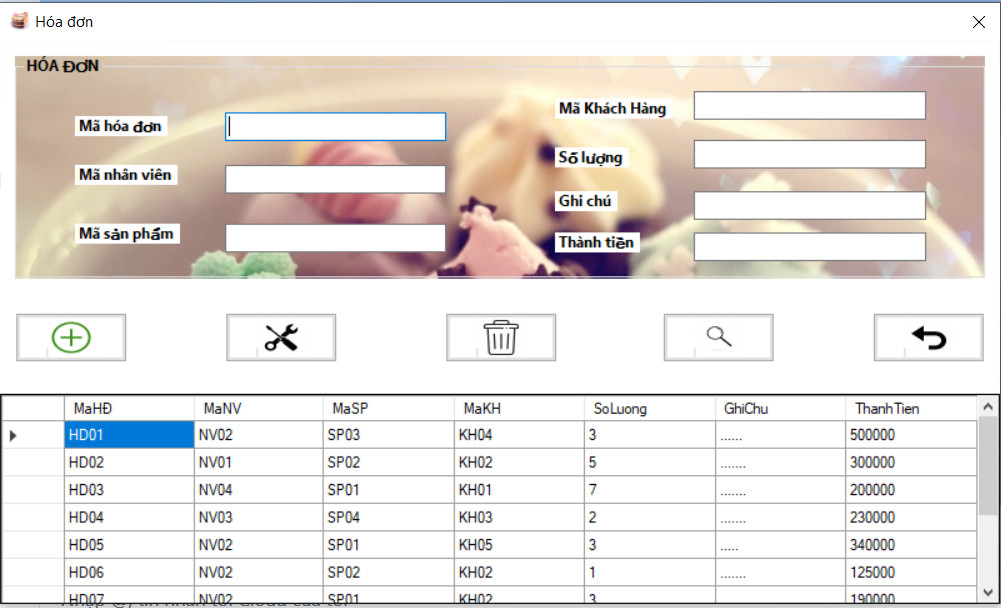 Hóa đơn
HÓA ĐƠN
Mã hóa đơn
Mã nhân viên
Mã sản phẩm
Mã Khách Hàng
Số lượng
Ghi chú
Thành tiền
MaHĐ MaNV MaSP MaKH SoLuong GhiChu ThanhTien
HD01 NV02 SP03 KH04 3 ...... 500000
HD02 NV01 SP02 KH02 5 ....... 300000
HD03 NV04 SP01 KH01 7 ....... 200000
HD04 NV03 SP04 KH03 2 ....... 230000
HD05 NV02 SP01 KH05 3 ..... 340000
HD06 NV02 SP02 KH02 1 ....... 125000
HD07 NV02 SP01 KH02 3 190000